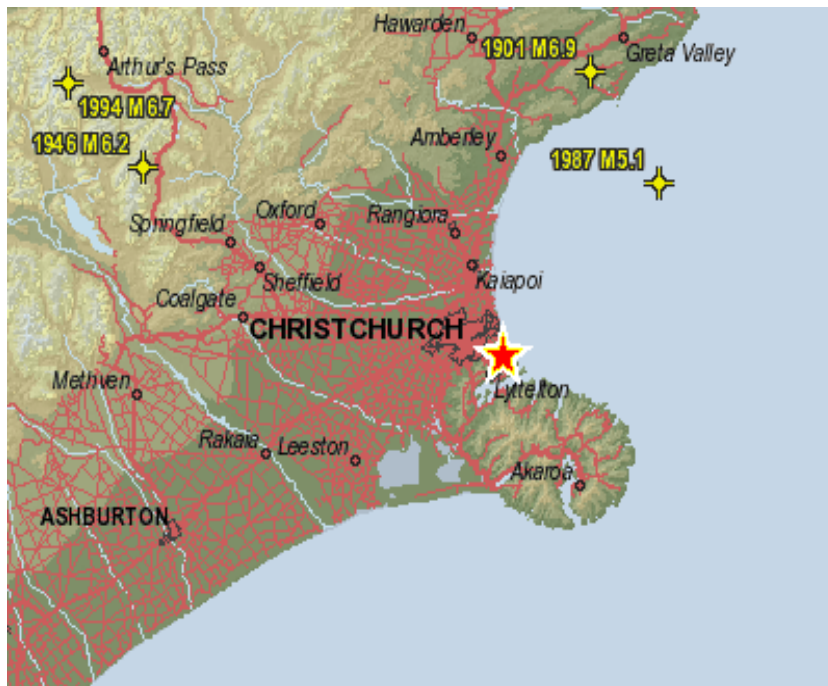 Hawarden
1901 M6.9
Greta Valley
Arthur's Pass
1994 M6.7
1946 M6.2
Amberley
1987 M5.1
Oxford
Rangiora
Springfield
Kaiapoi
Sheffield
Coalgate
CHRISTCHURCH
Methven
Lyttelton
Rakaia
Leeston
Akaroa
ASHBURTON